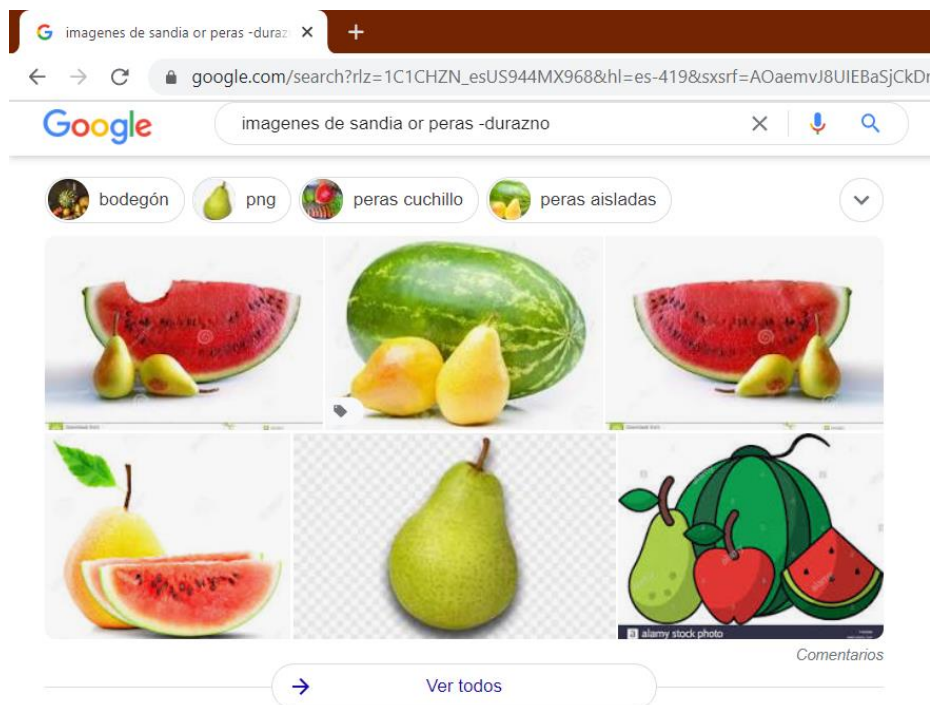 imagenes de sandia or peras -duraz
google.com/search?rlz=1C1CHZN_esUS944MX968&hl=es-419&sxsrf=AOaemvJ8UIEBaSjCkDr
Google
imagenes de sandia or peras -durazno
bodegón
png
peras cuchillo
peras aisladas
a alamy stock photo
Comentarios
Ver todos